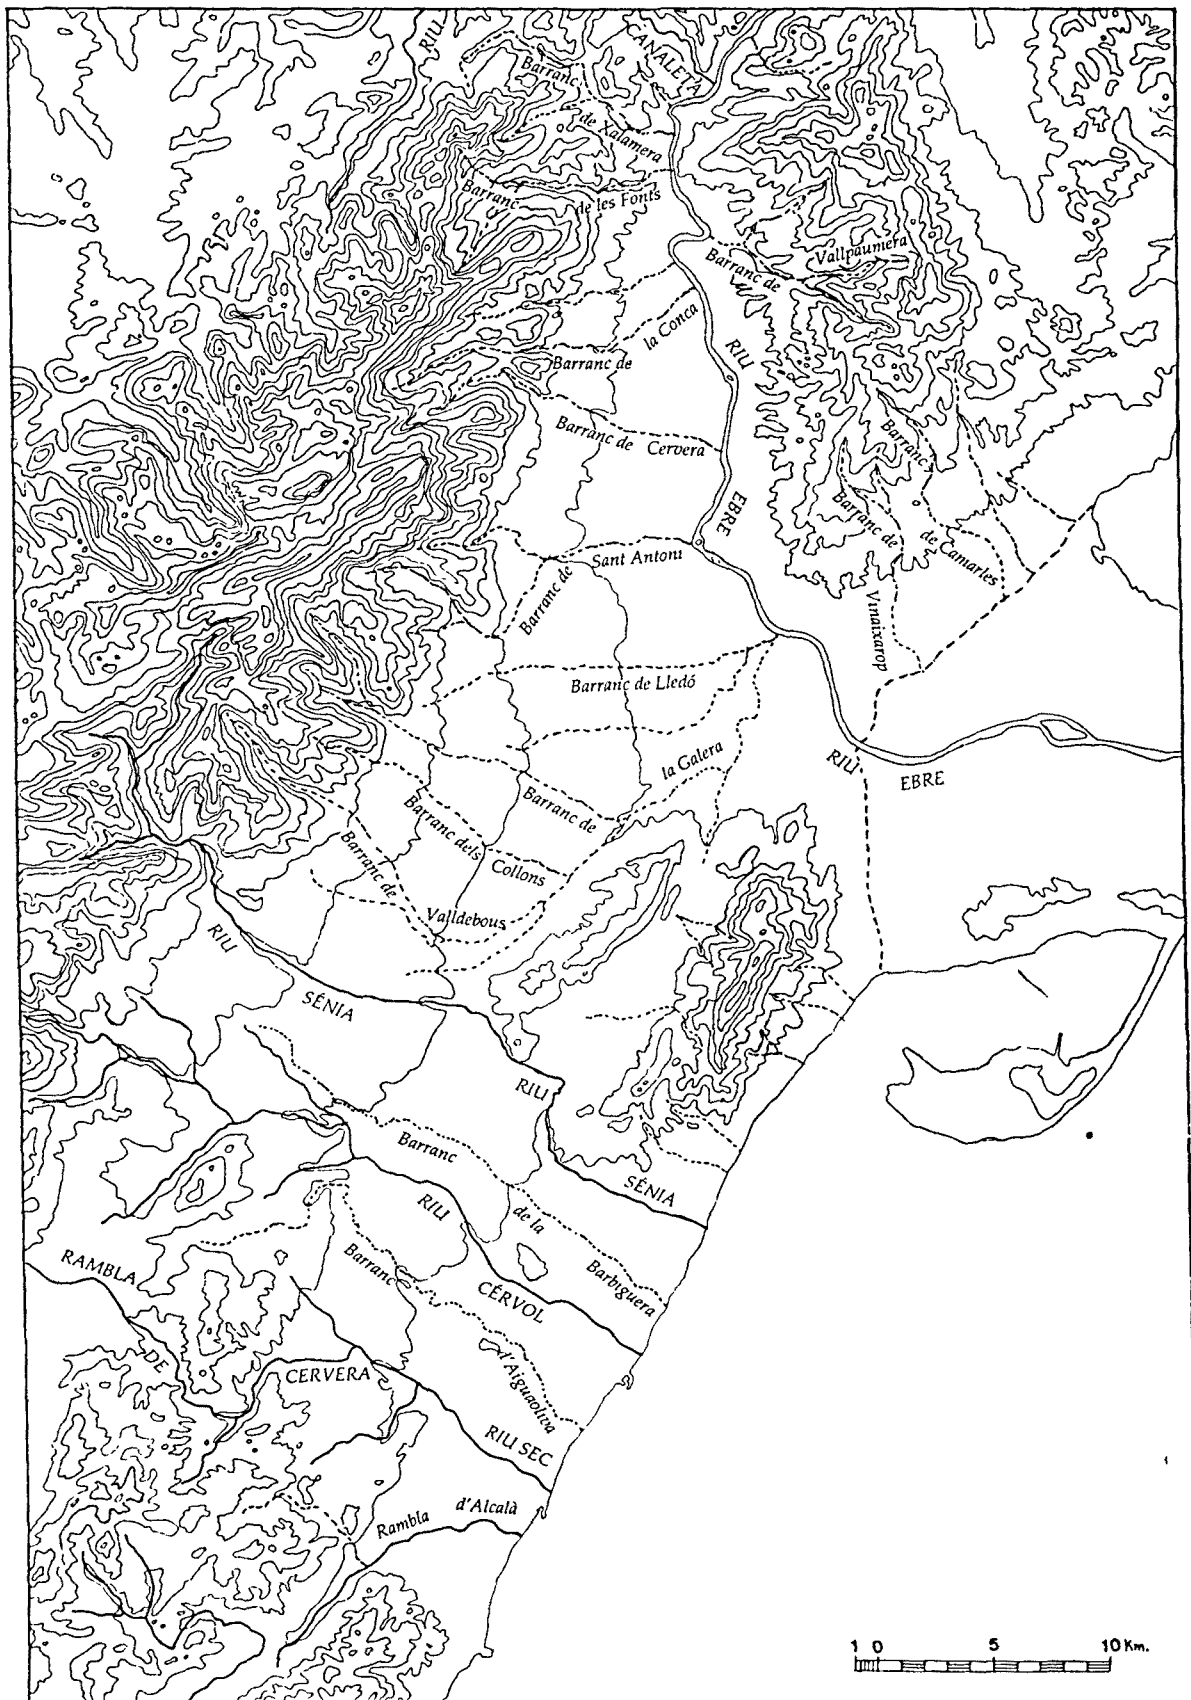 RIU
CANALETA
Barranc
de Xalamera
Barranc
de les Fonts
Barranc de
Vallpaumera
la Conca
Barranc de
RIU
Barranc de Cervera
Barranc
de Camarles
EBRE
Barranc de
Vinaixarop
Sant Antoni
Barranc de
Barranc de Lledó
la Galera
Barranc de
RIU
EBRE
Barranc dels
Collons
Barranc de
Valldebous
RIU
SÉNIA
RIU
SÉNIA
Barranc
de la
Barbiguera
RIU
CÉRVOL
Barranc
d'Aiguaoliva
RAMBLA
DE
CERVERA
RIU SEC
Rambla
d'Alcalà
1 0 5 10 Km.